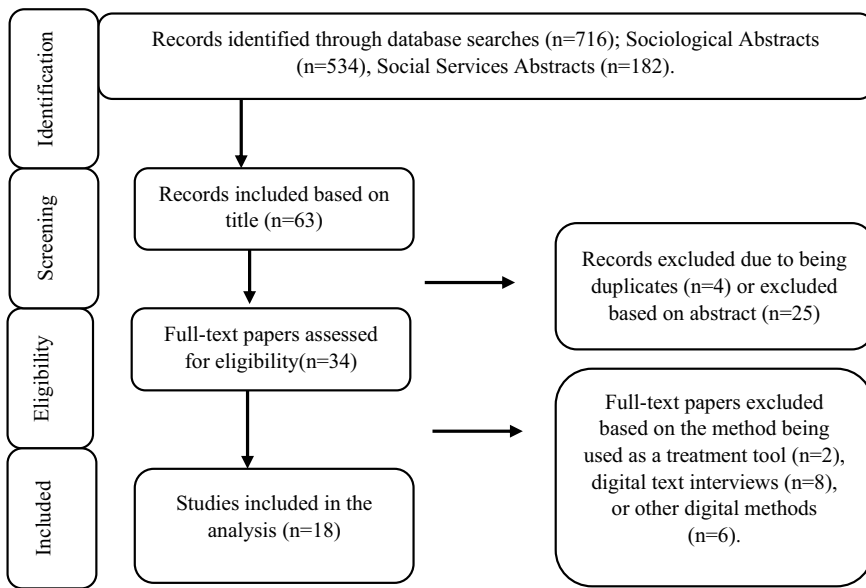 Identification
Records identified through database searches (n=716); Sociological Abstracts
(n=534), Social Services Abstracts (n=182).
Screening
Records included based on
title (n=63)
Records excluded due to being
duplicates (n=4) or excluded
based on abstract (n=25)
Eligibility
Full-text papers assessed
for eligibility(n=34)
Full-text papers excluded
based on the method being
used as a treatment tool (n=2),
digital text interviews (n=8),
or other digital methods
(n=6).
Included
Studies included in the
analysis (n=18)